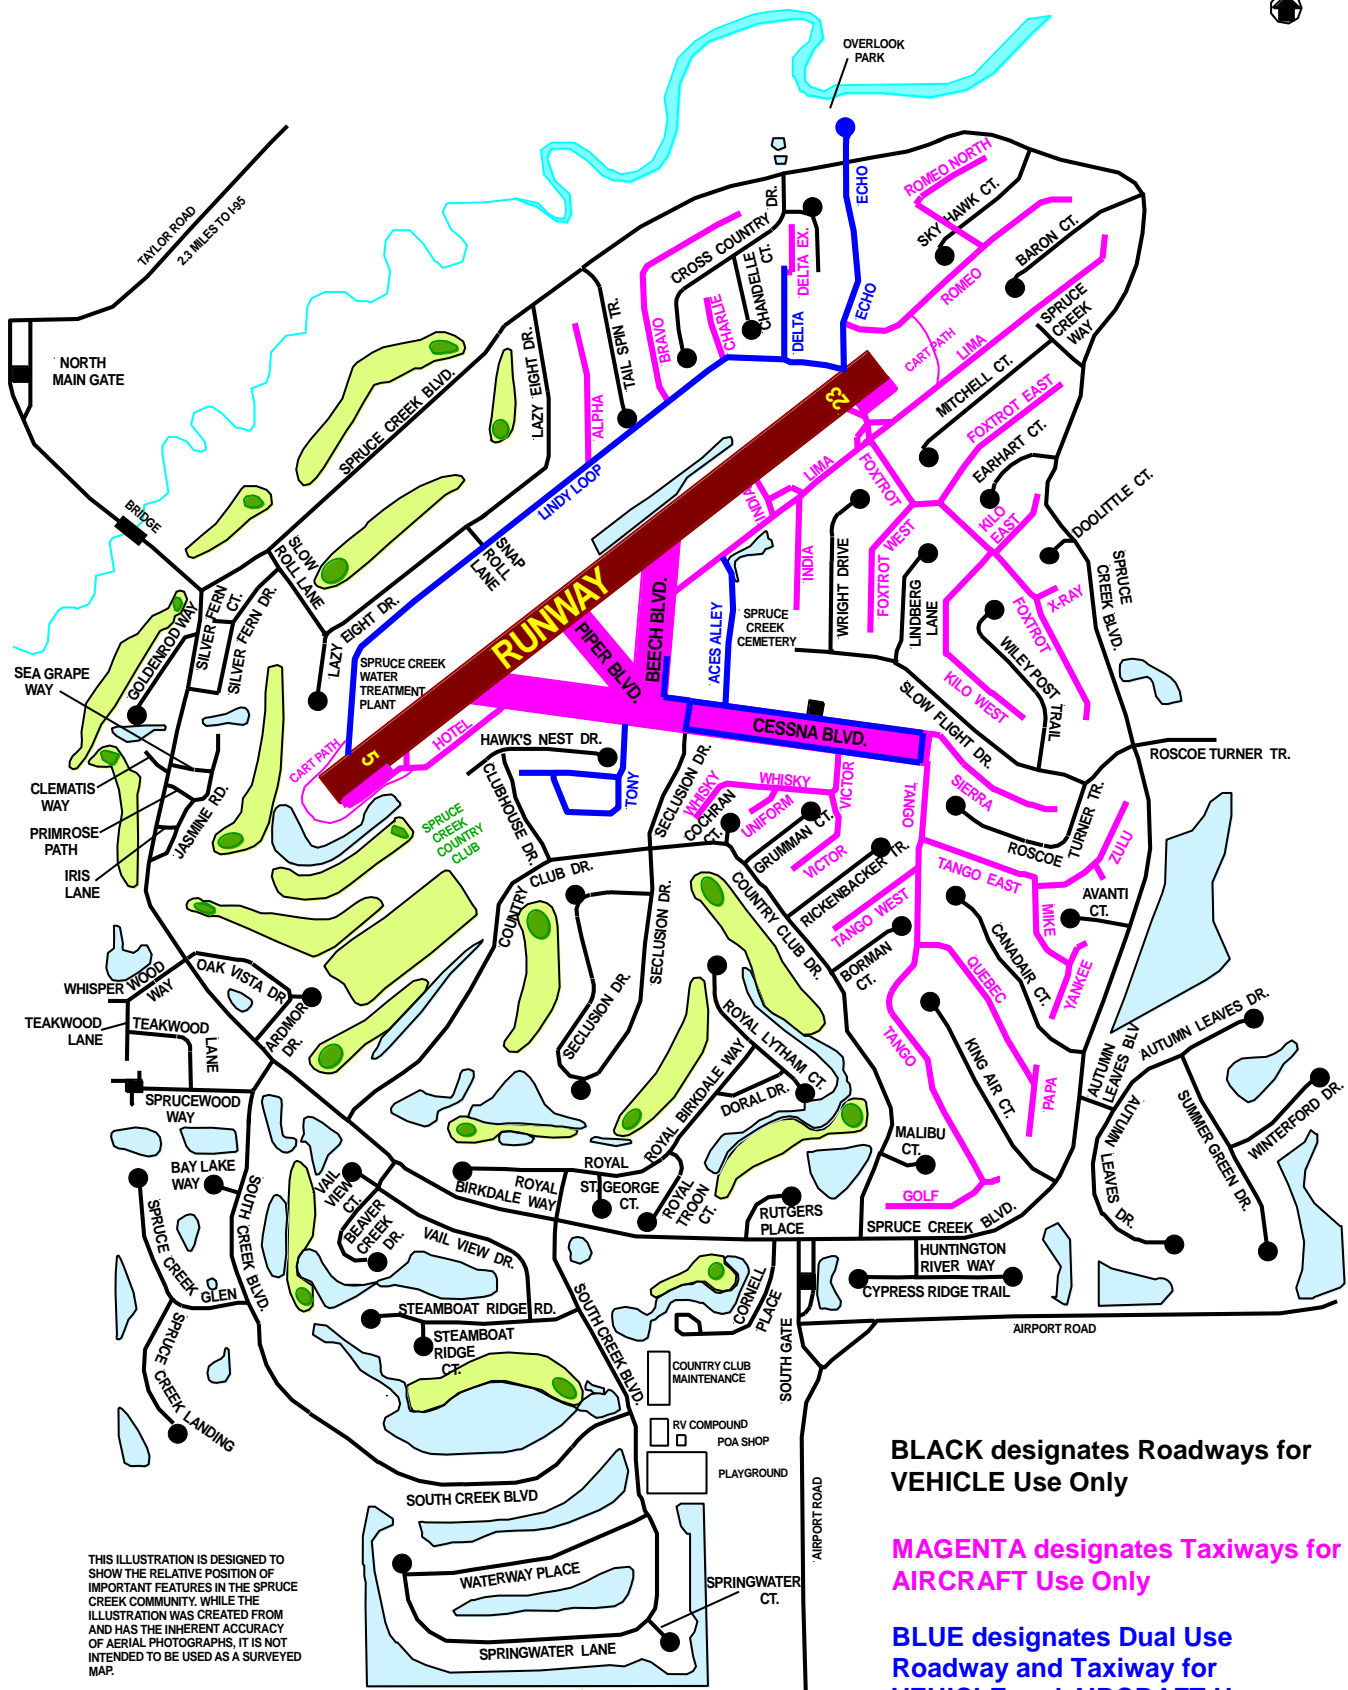 OVERLOOK
PARK
TAYLOR ROAD
2.3 MILES TO I-95
NORTH
MAIN GATE
BRIDGE
ECHO
ECHO
ROMEO NORTH
SKY HAWK CT.
BARON CT.
ROMEO
SPRUCE
CREEK
WAY
CROSS COUNTRY DR.
CHANDELLE
CT.
DELTA EX.
DELTA
CHARLIE
BRAVO
TAIL SPIN TR.
ALPHA
LAZY EIGHT DR.
SPRUCE CREEK BLVD.
CART PATH
LIMA
MITCHELL CT.
FOXTROT EAST
EARHART CT.
DOOLITTLE CT.
LINDY LOOP
23
LIMA
FOXTROT
INDIA
INDIA
KILO
EAST
FOXTROT
WEST
WRIGHT DRIVE
LINDBERG
LANE
SPRUCE
CREEK BLVD.
X-RAY
FOXTROT
WILEY POST
TRAIL
KILO WEST
SNAP
ROLL
LANE
SLOW
ROLL LANE
LAZY EIGHT DR.
SILVER FERN
CT.
SILVER FERN DR.
GOLDENROD WAY
SEA GRAPE
WAY
RUNWAY
BEECH BLVD.
PIPER BLVD.
ACES ALLEY
SPRUCE
CREEK
CEMETERY
SPRUCE CREEK
WATER
TREATMENT
PLANT
CESSNA BLVD.
SLOW FLIGHT DR.
ROSCOE TURNER TR.
CLEMATIS
WAY
PRIMROSE
PATH
IRIS
LANE
JASMINE RD.
CART PATH
5
HOTEL
HAWK'S NEST DR.
CLUBHOUSE DR.
TONY
SPRUCE
CREEK
COUNTRY
CLUB
SECLUSION DR.
WHISKY
WHISKY
COCHRAN
CT.
UNIFORM
GRUMMAN CT.
VICTOR
VICTOR
RICKENBACKER TR.
TANGO
SIERRA
ROSCOE
TURNER TR.
TANGO EAST
ZULU
MIKE
AVANTI
CT.
COUNTRY CLUB DR.
SECLUSION DR.
COUNTRY CLUB DR.
TANGO WEST
BORMAN
CT.
CANADAIR CT.
YANKEE
QUEBEC
TANGO
KING AIR CT.
PAPA
WHISPER WOOD
WAY
OAK VISTA DR
ARDMOR
DR.
TEAKWOOD
LANE
TEAKWOOD
LANE
SPRUCEWOOD
WAY
SECLUSION DR.
ROYAL LYTHAM CT.
ROYAL BIRKDALE WAY
DORAL DR.
AUTUMN
LEAVES BLV
AUTUMN LEAVES DR.
AUTUMN
LEAVES DR.
SUMMER GREEN DR.
WINTERFORD DR.
BAY LAKE
WAY
SOUTH
CREEK BLVD.
SPRUCE CREEK
GLEN
SPRUCE
CREEK LANDING
VAIL
VIEW
CT.
BEAVER
CREEK
DR.
VAIL VIEW DR.
ROYAL
BIRKDALE WAY
ROYAL
ST. GEORGE
CT.
ROYAL
TROON
CT.
RUTGERS
PLACE
MALIBU
CT.
GOLF
SPRUCE CREEK BLVD.
HUNTINGTON
RIVER WAY
CYPRESS RIDGE TRAIL
AIRPORT ROAD
STEAMBOAT RIDGE RD.
STEAMBOAT
RIDGE
CT.
SOUTH CREEK BLVD.
CORNELL
PLACE
SOUTH GATE
COUNTRY CLUB
MAINTENANCE
RV COMPOUND
POA SHOP
PLAYGROUND
AIRPORT ROAD
SOUTH CREEK BLVD
WATERWAY PLACE
SPRINGWATER
CT.
SPRINGWATER LANE
THIS ILLUSTRATION IS DESIGNED TO
SHOW THE RELATIVE POSITION OF
IMPORTANT FEATURES IN THE SPRUCE
CREEK COMMUNITY. WHILE THE
ILLUSTRATION WAS CREATED FROM
AND HAS THE INHERENT ACCURACY
OF AERIAL PHOTOGRAPHS, IT IS NOT
INTENDED TO BE USED AS A SURVEYED
MAP.
BLACK designates Roadways for
VEHICLE Use Only
MAGENTA designates Taxiways for
AIRCRAFT Use Only
BLUE designates Dual Use
Roadway and Taxiway for
VEHICLE and AIRCRAFT U